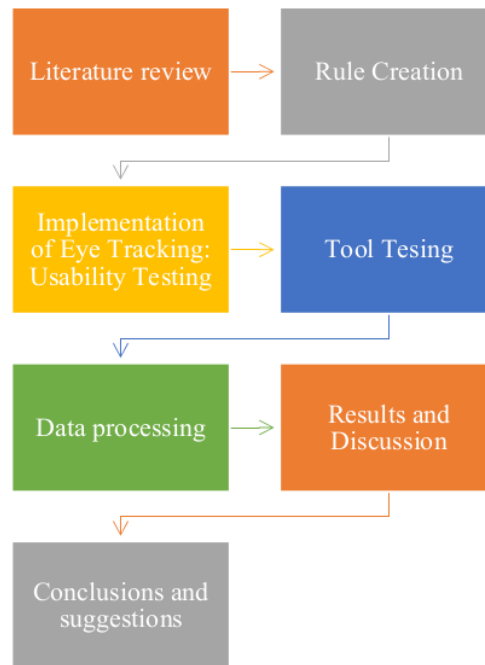 Literature review
Rule Creation
Implementation
of Eye Tracking:
Usability Testing
Tool Tesing
Data processing
Results and
Discussion
Conclusions and
suggestions